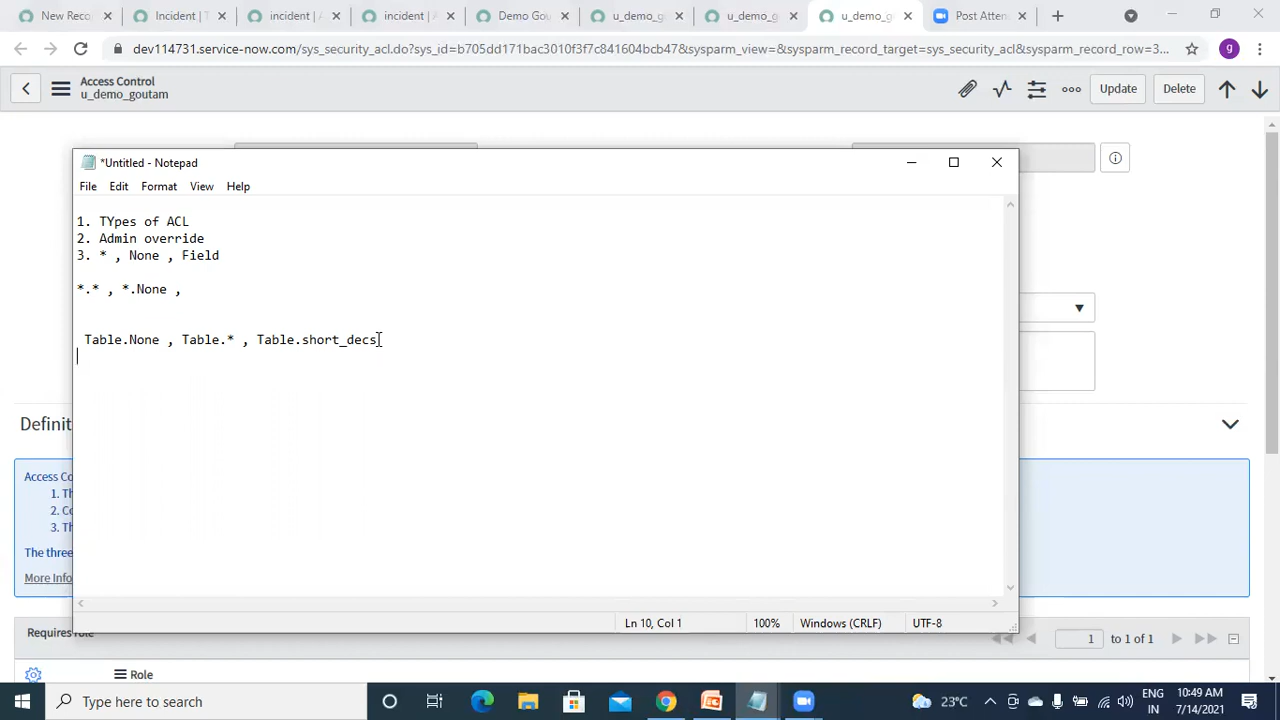 New Reco
Incident | T
incident | A
incident | A
Demo Gou
u_demo_g
u_demo_g
u_demo_g
Post Atten
dev114731.service-now.com/sys_security_acl.do?sys_id=b705dd171bac3010f3f7c841604bcb47&sysparm_view=&sysparm_record_target=sys_security_acl&sysparm_record_row=3...
g
Access Control
u_demo_goutam
Update
Delete
*Untitled - Notepad
File Edit Format View Help
1. TYpes of ACL
2. Admin override
3. * , None , Field
*.* , *.None ,
Table.None , Table.* , Table.short_decs
Definit
Access Co
1. Th
2. Co
3. Th
The three
More Info
Ln 10, Col 1
100%
Windows (CRLF)
UTF-8
Requires role
1 to 1 of 1
Role
Type here to search
23°C
ENG
IN
10:49 AM
7/14/2021